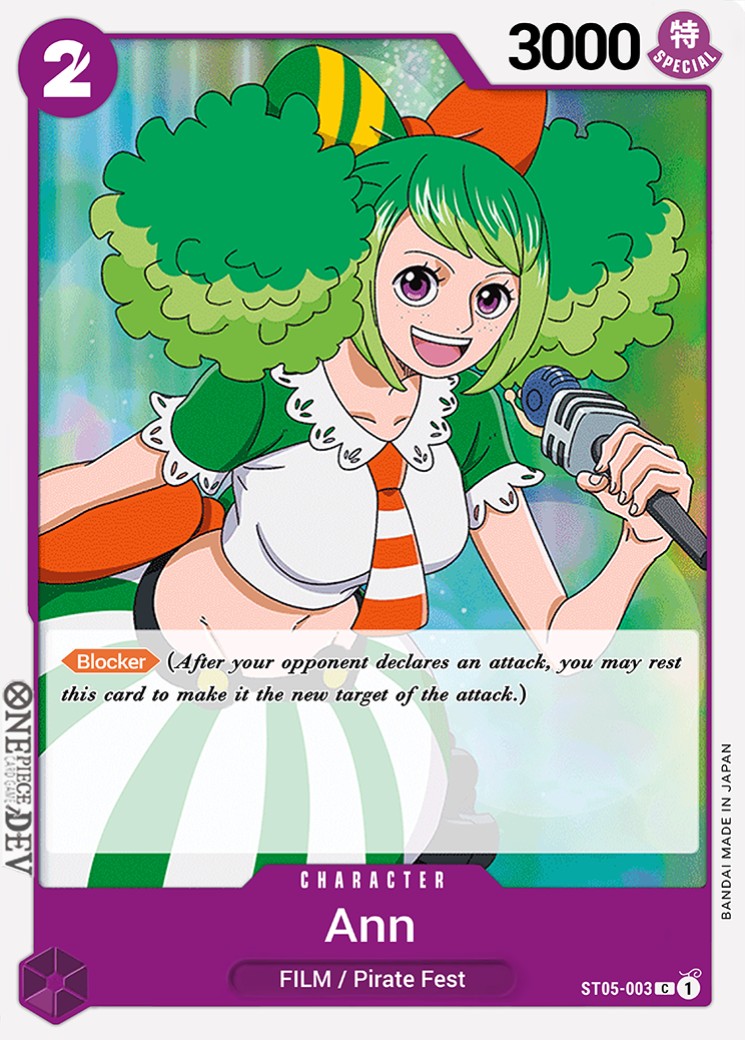 2
3000
特
SPECIAL
Blocker (After your opponent declares an attack, you may rest
this card to make it the new target of the attack.)
ONE PIECE
CARD GAME
DEV
BANDAI MADE IN JAPAN
CHARACTER
Ann
FILM / Pirate Fest
ST05-003 C 1